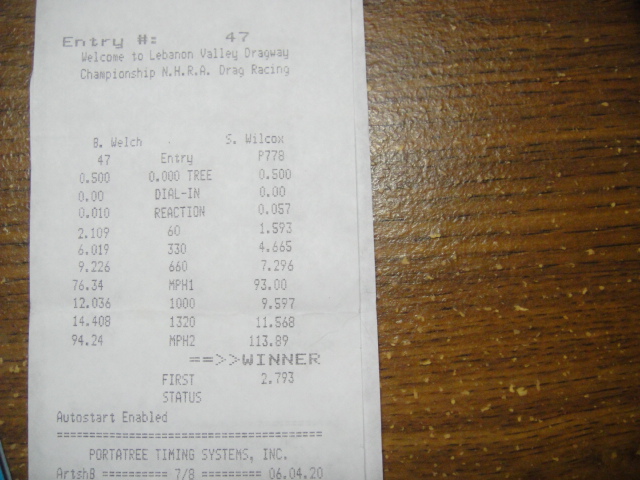 Entry #: 47
Welcome to Lebanon Valley Dragway
Championship N.H.R.A. Drag Racing
B. Welch S. Wilcox
47 Entry P778
0.500 0.000 TREE 0.500
0.00 DIAL-IN 0.00
0.010 REACTION 0.057
2.109 60 1.593
6.019 330 4.665
9.226 660 7.296
76.34 MPH1 93.00
12.036 1000 9.597
14.408 1320 11.568
94.24 MPH2 113.89
==>>WINNER
FIRST 2.793
STATUS
Autostart Enabled
=====================================
PORTATREE TIMING SYSTEMS, INC.
ArtshB ========== 7/8 ========= 06.04.20